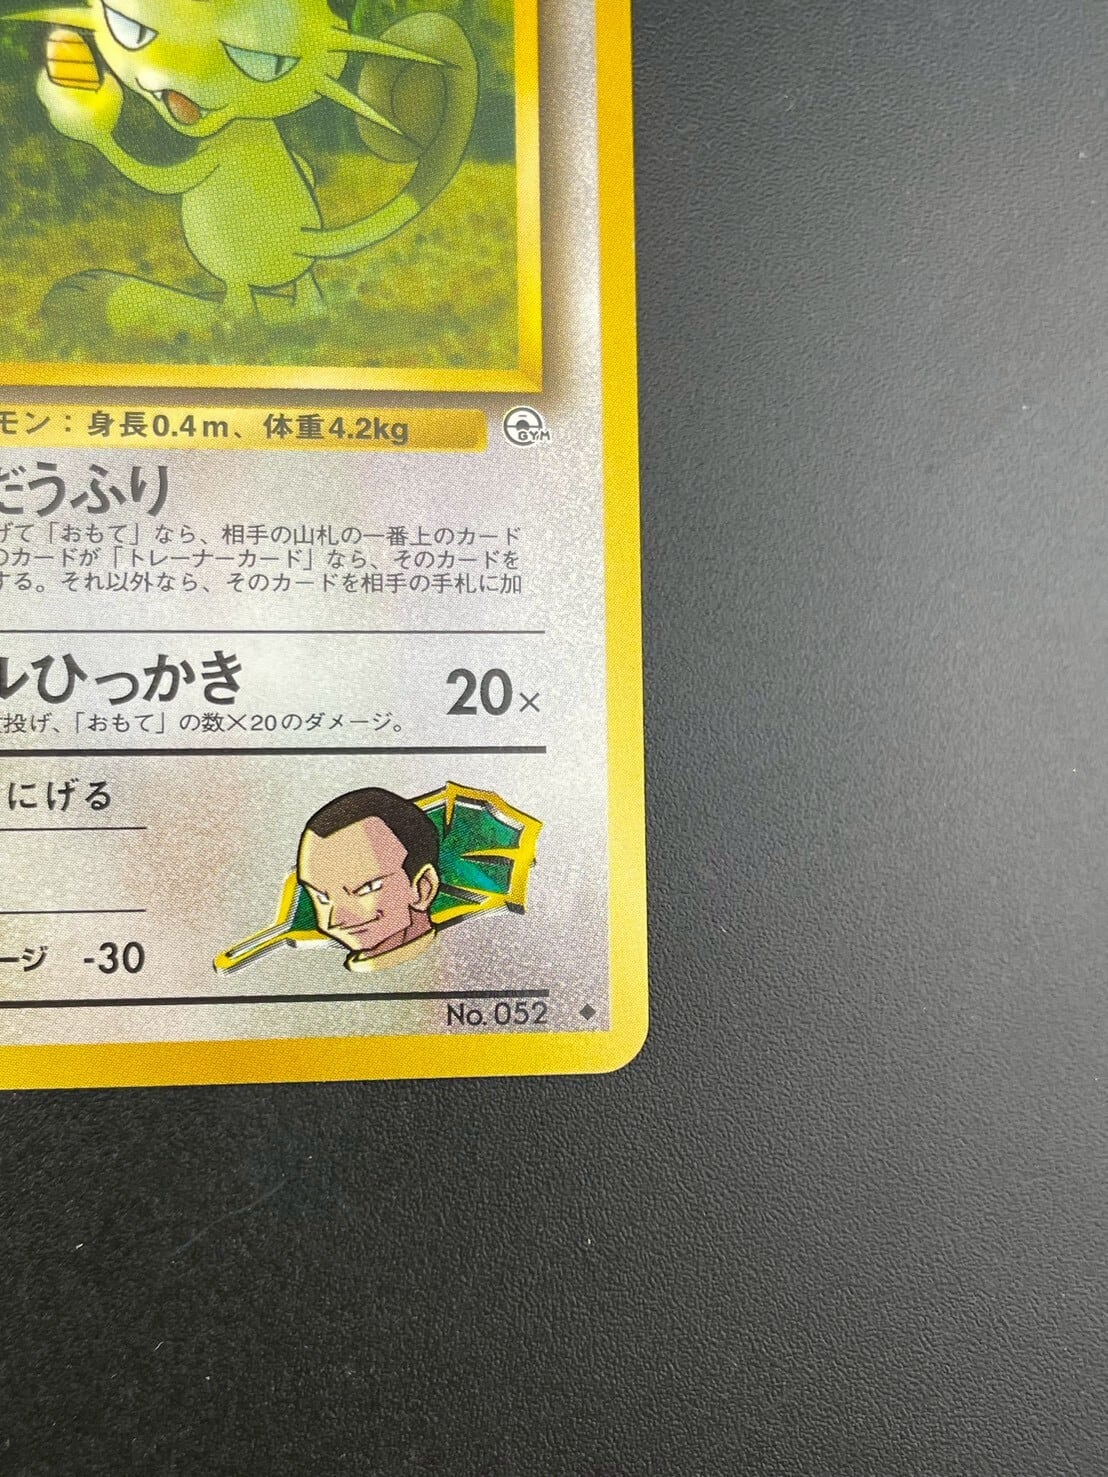 モン：身長0.4m、体重4.2kg
GYM
だうふり
げて「おもて」なら、相手の山札の一番上のカード
のカードが「トレーナーカード」なら、そのカードを
する。それ以外なら、そのカードを相手の手札に加
ルひっかき 20×
投げ、「おもて」の数×20のダメージ。
にげる
ージ -30
No. 052 ◆